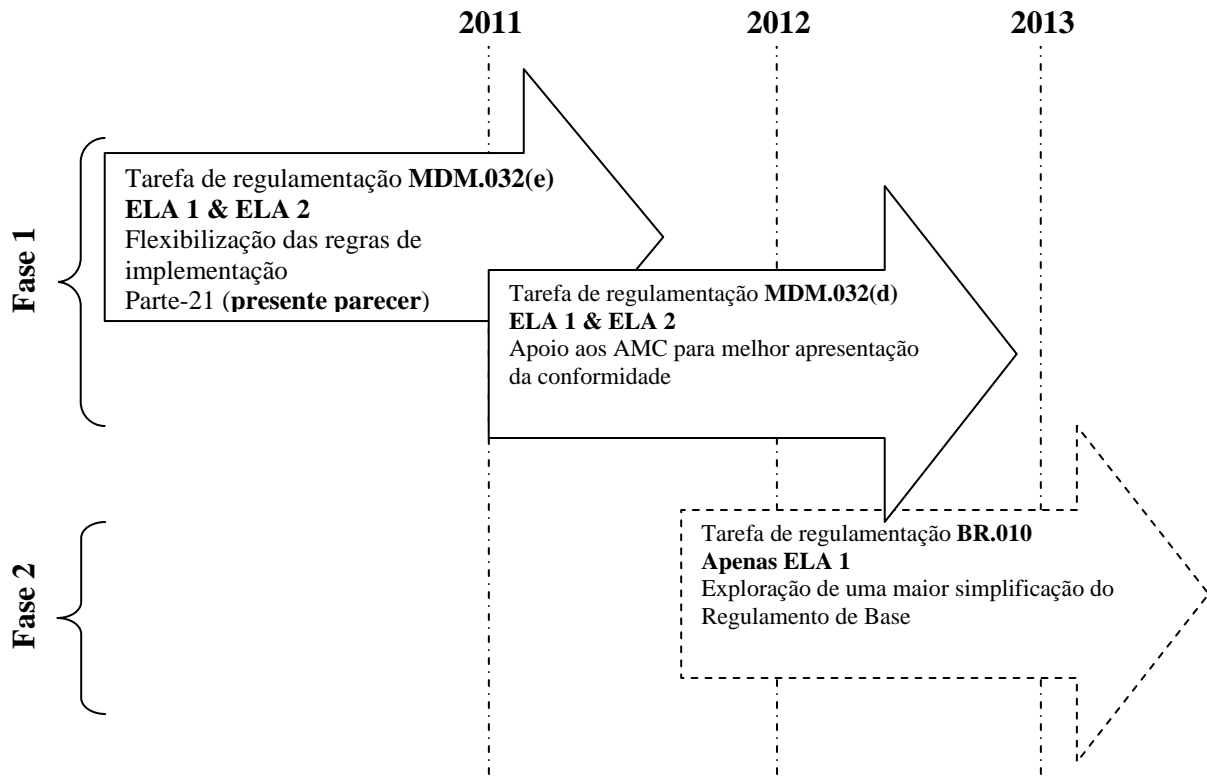 2011
2012
2013
Fase 1
Tarefa de regulamentação MDM.032(e)
ELA 1 & ELA 2
Flexibilização das regras de
implementação
Parte-21 (presente parecer)
Tarefa de regulamentação MDM.032(d)
ELA 1 & ELA 2
Apoio aos AMC para melhor apresentação
da conformidade
Fase 2
Tarefa de regulamentação BR.010
Apenas ELA 1
Exploração de uma maior simplificação do
Regulamento de Base